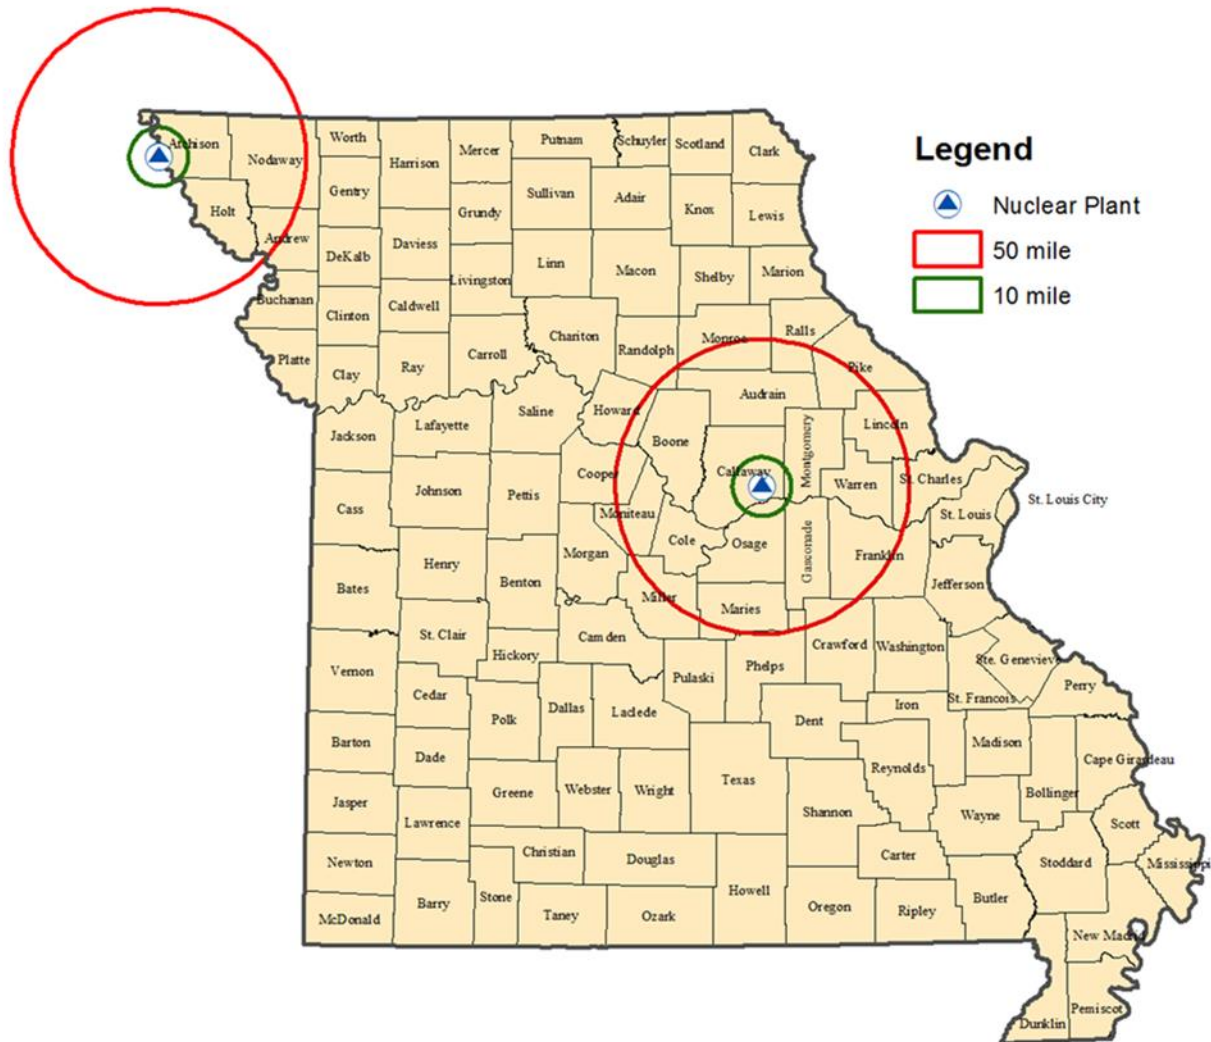 Legend
Nuclear Plant
50 mile
10 mile
Atchison
Nodaway
Worth
Harrison
Mercer
Putnam
Schuyler
Scotland
Clark
Gentry
Sullivan
Adair
Knox
Lewis
Holt
Andrew
Grundy
DeKalb
Daviess
Linn
Macon
Shelby
Marion
Livingston
Buchanan
Clinton
Caldwell
Chariton
Randolph
Monroe
Ralls
Platte
Clay
Ray
Carroll
Pike
Audrain
Saline
Howard
Boone
Lincoln
Jackson
Lafayette
Montgomery
Cooper
Callaway
Warren
St. Charles
Johnson
Pettis
St. Louis City
Cass
Moniteau
St. Louis
Cole
Osage
Morgan
Gasconade
Franklin
Henry
Benton
Bates
Jefferson
Miller
Maries
St. Clair
Camden
Crawford
Washington
Hickory
Ste. Genevieve
Vernon
Pulaski
Phelps
Perry
Cedar
St. Francois
Iron
Polk
Dallas
Laclede
Dent
Barton
Madison
Dade
Cape Girardeau
Reynolds
Texas
Jasper
Greene
Webster
Wright
Bollinger
Shannon
Wayne
Lawrence
Scott
Newton
Christian
Douglas
Carter
Stoddard
Mississippi
Howell
McDonald
Barry
Stone
Taney
Ozark
Oregon
Ripley
Butler
New Madrid
Pemiscot
Dunklin